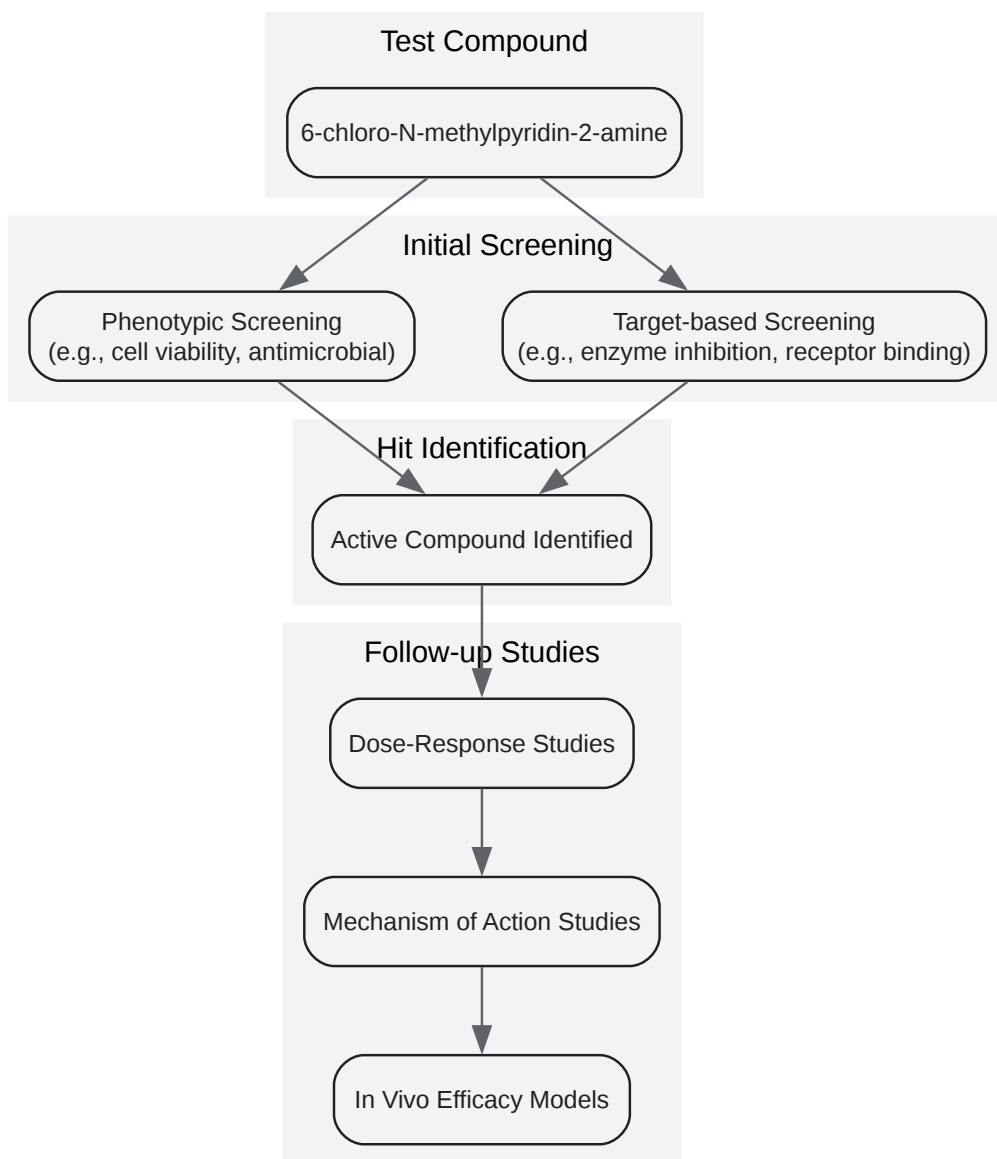 Test Compound
6-chloro-N-methylpyridin-2-amine
Initial Screening
Phenotypic Screening
(e.g., cell viability, antimicrobial)
Target-based Screening
(e.g., enzyme inhibition, receptor binding)
Hit Identification
Active Compound Identified
Follow-up Studies
Dose-Response Studies
Mechanism of Action Studies
In Vivo Efficacy Models